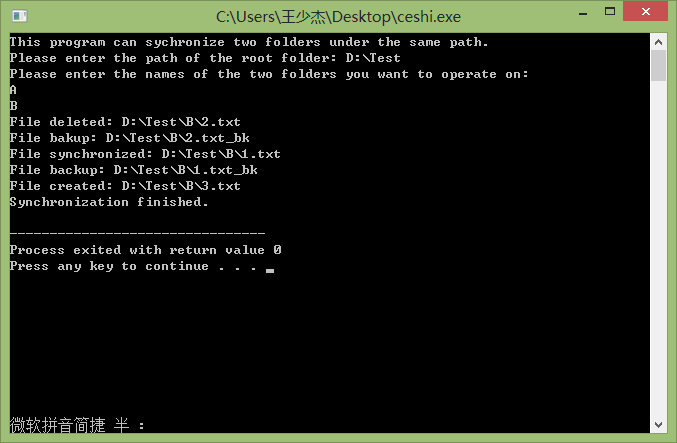 C:\Users\王少杰\Desktop\ceshi.exe
This program can sychronize two folders under the same path.
Please enter the path of the root folder: D:\Test
Please enter the names of the two folders you want to operate on:
A
B
File deleted: D:\Test\B\2.txt
File bakup: D:\Test\B\2.txt_bk
File synchronized: D:\Test\B\1.txt
File backup: D:\Test\B\1.txt_bk
File created: D:\Test\B\3.txt
Synchronization finished.
--------------------------------
Process exited with return value 0
Press any key to continue . . .
微软拼音简捷 半 :